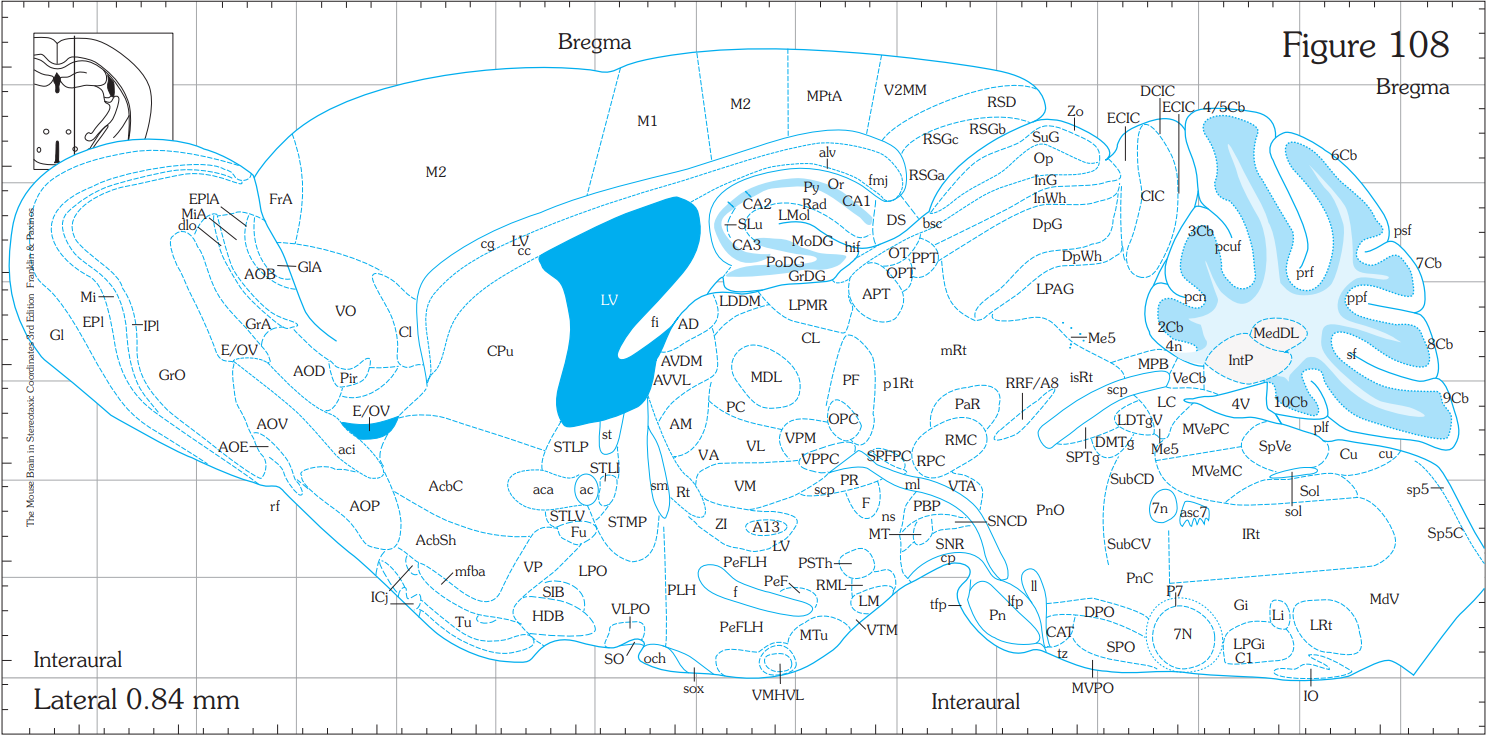 Bregma
Figure 108
Bregma
DCIC
ECIC
4/5Cb
ECIC
Zo
V2MM
MPtA
M2
M1
RSD
RSGb
RSGc
SuG
6Cb
Op
M2
alv
fmj
RSGa
InG
InWh
CIC
FrA
EPlA
MiA
dlo
Py
Or
CA2
Rad
CA1
LMol
SLu
DS
bsc
DpG
3Cb
psf
cg
LV
cc
CA3
MoDG
hif
pcuf
GlA
AOB
PoDG
GrDG
OT
PPT
OPT
DpWh
prf
7Cb
Mi
LV
LDDM
LPMR
APT
LPAG
pcn
ppf
EPl
IPl
VO
GrA
Cl
fi
AD
2Cb
MedDL
Gl
E/OV
CPu
CL
mRt
Me5
4n
8Cb
IntP
sf
AVDM
AVVL
MDL
PF
p1Rt
RRF/A8
isRt
MPB
VeCb
scp
GrO
AOD
Pir
PC
PaR
LC
4V
10Cb
9Cb
E/OV
AOV
AM
OPC
LDTgV
MVePC
plf
AOE
aci
STLP
st
VL
VPM
RMC
DMTg
Me5
SpVe
VA
VPPC
SPFPC
RPC
SPTg
Cu
cu
STLI
MVeMC
AcbC
aca
ac
sm
Rt
VM
scp
PR
ml
VTA
SubCD
Sol
sp5
rf
AOP
F
PBP
PnO
7n
asc7
sol
STLV
Fu
STMP
ZI
A13
ns
SNCD
MT
IRt
Sp5C
AcbSh
LV
SNR
cp
SubCV
mfba
VP
LPO
PeFLH
PSTh
PnC
ICj
SIB
PLH
f
PeF
RML
LM
ll
P7
HDB
VLPO
tfp
Pn
lfp
DPO
Gi
Li
MdV
Tu
PeFLH
MTu
VTM
CAT
tz
SPO
7N
LPGi
C1
LRt
SO
och
sox
VMHVL
MVPO
IO
Interaural
Lateral 0.84 mm
Interaural
The Mouse Brain in Stereotaxic Coordinates 3rd Edition Franklin & Paxinos